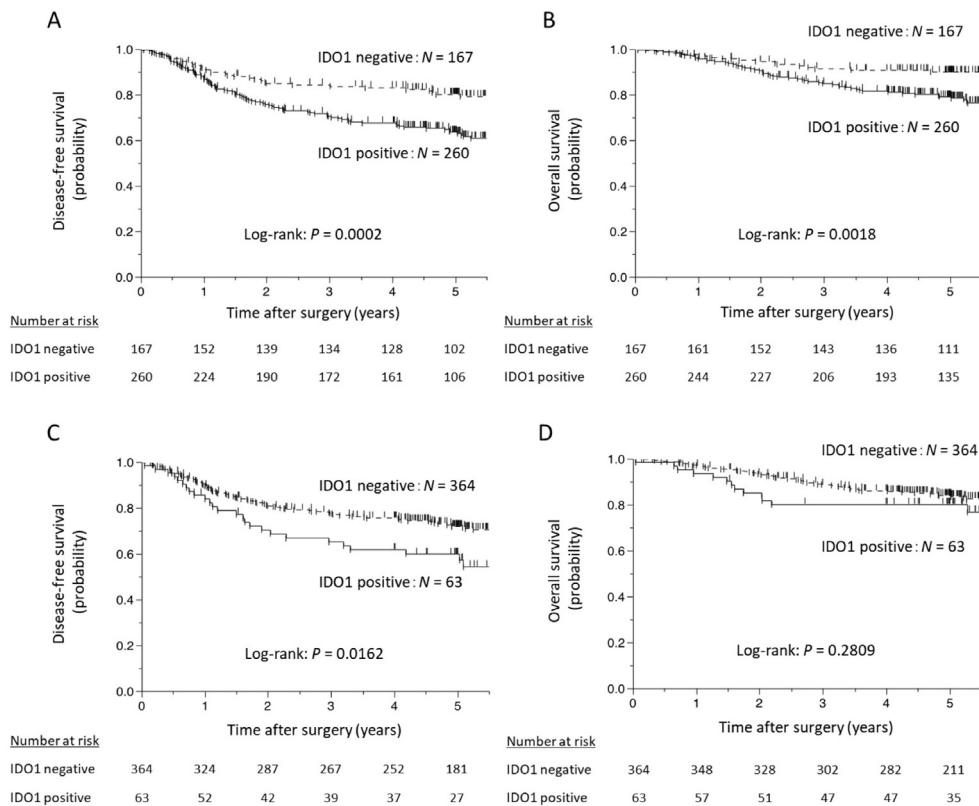 A
IDO1 negative: N = 167
1.0
0.8
0.6
0.4
0.2
0.0
Disease-free survival
(probability)
IDO1 positive: N = 260
Log-rank: P = 0.0002
0 1 2 3 4 5
Time after surgery (years)
Number at risk
IDO1 negative 167 152 139 134 128 102
IDO1 positive 260 224 190 172 161 106
B
IDO1 negative: N = 167
1.0
0.8
0.6
0.4
0.2
0.0
Overall survival
(probability)
IDO1 positive: N = 260
Log-rank: P = 0.0018
0 1 2 3 4 5
Time after surgery (years)
Number at risk
IDO1 negative 167 161 152 143 136 111
IDO1 positive 260 244 227 206 193 135
C
IDO1 negative: N = 364
1.0
0.8
0.6
0.4
0.2
0.0
Disease-free survival
(probability)
IDO1 positive: N = 63
Log-rank: P = 0.0162
0 1 2 3 4 5
Time after surgery (years)
Number at risk
IDO1 negative 364 324 287 267 252 181
IDO1 positive 63 52 42 39 37 27
D
IDO1 negative: N = 364
1.0
0.8
0.6
0.4
0.2
0.0
Overall survival
(probability)
IDO1 positive: N = 63
Log-rank: P = 0.2809
0 1 2 3 4 5
Time after surgery (years)
Number at risk
IDO1 negative 364 348 328 302 282 211
IDO1 positive 63 57 51 47 47 35